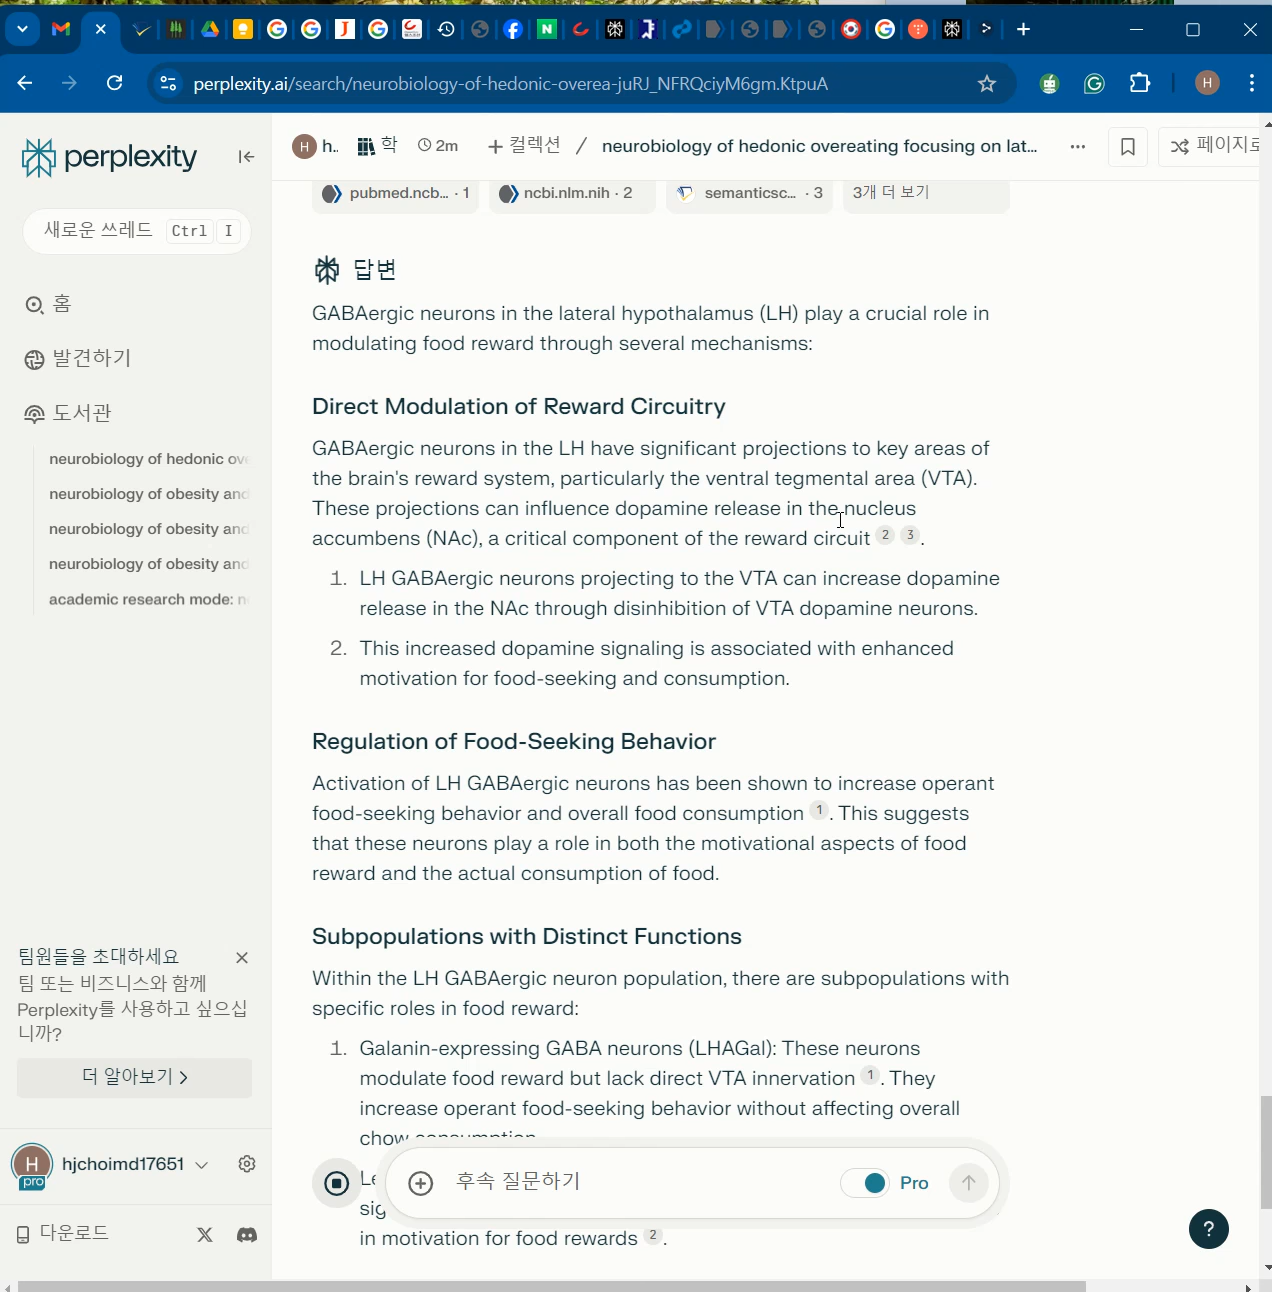 perplexity.ai/search/neurobiology-of-hedonic-overea-juRJ_NFRQciyM6gm.KtpuA
H
perplexity
새로운 쓰레드 Ctrl I
홈
발견하기
도서관
neurobiology of hedonic ove
neurobiology of obesity and
neurobiology of obesity and
neurobiology of obesity and
academic research mode: n
팀원들을 초대하세요
팀 또는 비즈니스와 함께
Perplexity를 사용하고 싶으십
니까?
더 알아보기
H hjchoimd17651
pro
다운로드
H h.. 학 2m + 컬렉션 / neurobiology of hedonic overeating focusing on lat... ... 페이지로
pubmed.ncb... · 1 ncbi.nlm.nih · 2 semanticsc... · 3 3개 더 보기
답변
GABAergic neurons in the lateral hypothalamus (LH) play a crucial role in
modulating food reward through several mechanisms:
Direct Modulation of Reward Circuitry
GABAergic neurons in the LH have significant projections to key areas of
the brain's reward system, particularly the ventral tegmental area (VTA).
These projections can influence dopamine release in the nucleus
accumbens (NAc), a critical component of the reward circuit 2 3.
1. LH GABAergic neurons projecting to the VTA can increase dopamine
release in the NAc through disinhibition of VTA dopamine neurons.
2. This increased dopamine signaling is associated with enhanced
motivation for food-seeking and consumption.
Regulation of Food-Seeking Behavior
Activation of LH GABAergic neurons has been shown to increase operant
food-seeking behavior and overall food consumption 1. This suggests
that these neurons play a role in both the motivational aspects of food
reward and the actual consumption of food.
Subpopulations with Distinct Functions
Within the LH GABAergic neuron population, there are subpopulations with
specific roles in food reward:
1. Galanin-expressing GABA neurons (LHAGal): These neurons
modulate food reward but lack direct VTA innervation 1. They
increase operant food-seeking behavior without affecting overall
chow consumption.
후속 질문하기 Pro
in motivation for food rewards 2.
?